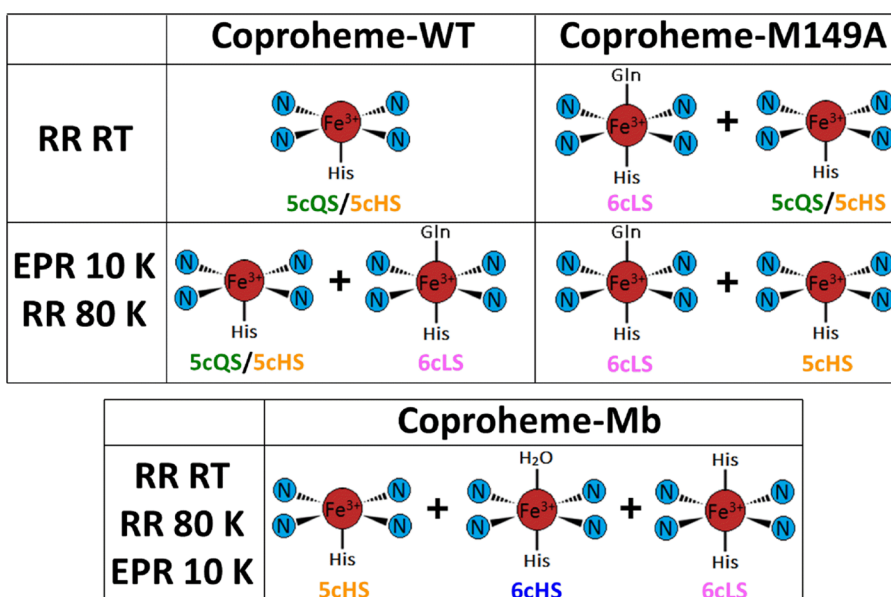 Coproheme-WT Coproheme-M149A
RR RT
N N N N Fe³⁺ His
5cQS/5cHS
Gln N N N N Fe³⁺ His
6cLS
+
N N N N Fe³⁺ His
5cQS/5cHS
EPR 10 K
RR 80 K
N N N N Fe³⁺ His
5cQS/5cHS
+
Gln N N N N Fe³⁺ His
6cLS
Gln N N N N Fe³⁺ His
6cLS
+
N N N N Fe³⁺ His
5cHS
Coproheme-Mb
RR RT
RR 80 K
EPR 10 K
N N N N Fe³⁺ His
5cHS
+
H₂O N N N N Fe³⁺ His
6cHS
+
His N N N N Fe³⁺ His
6cLS